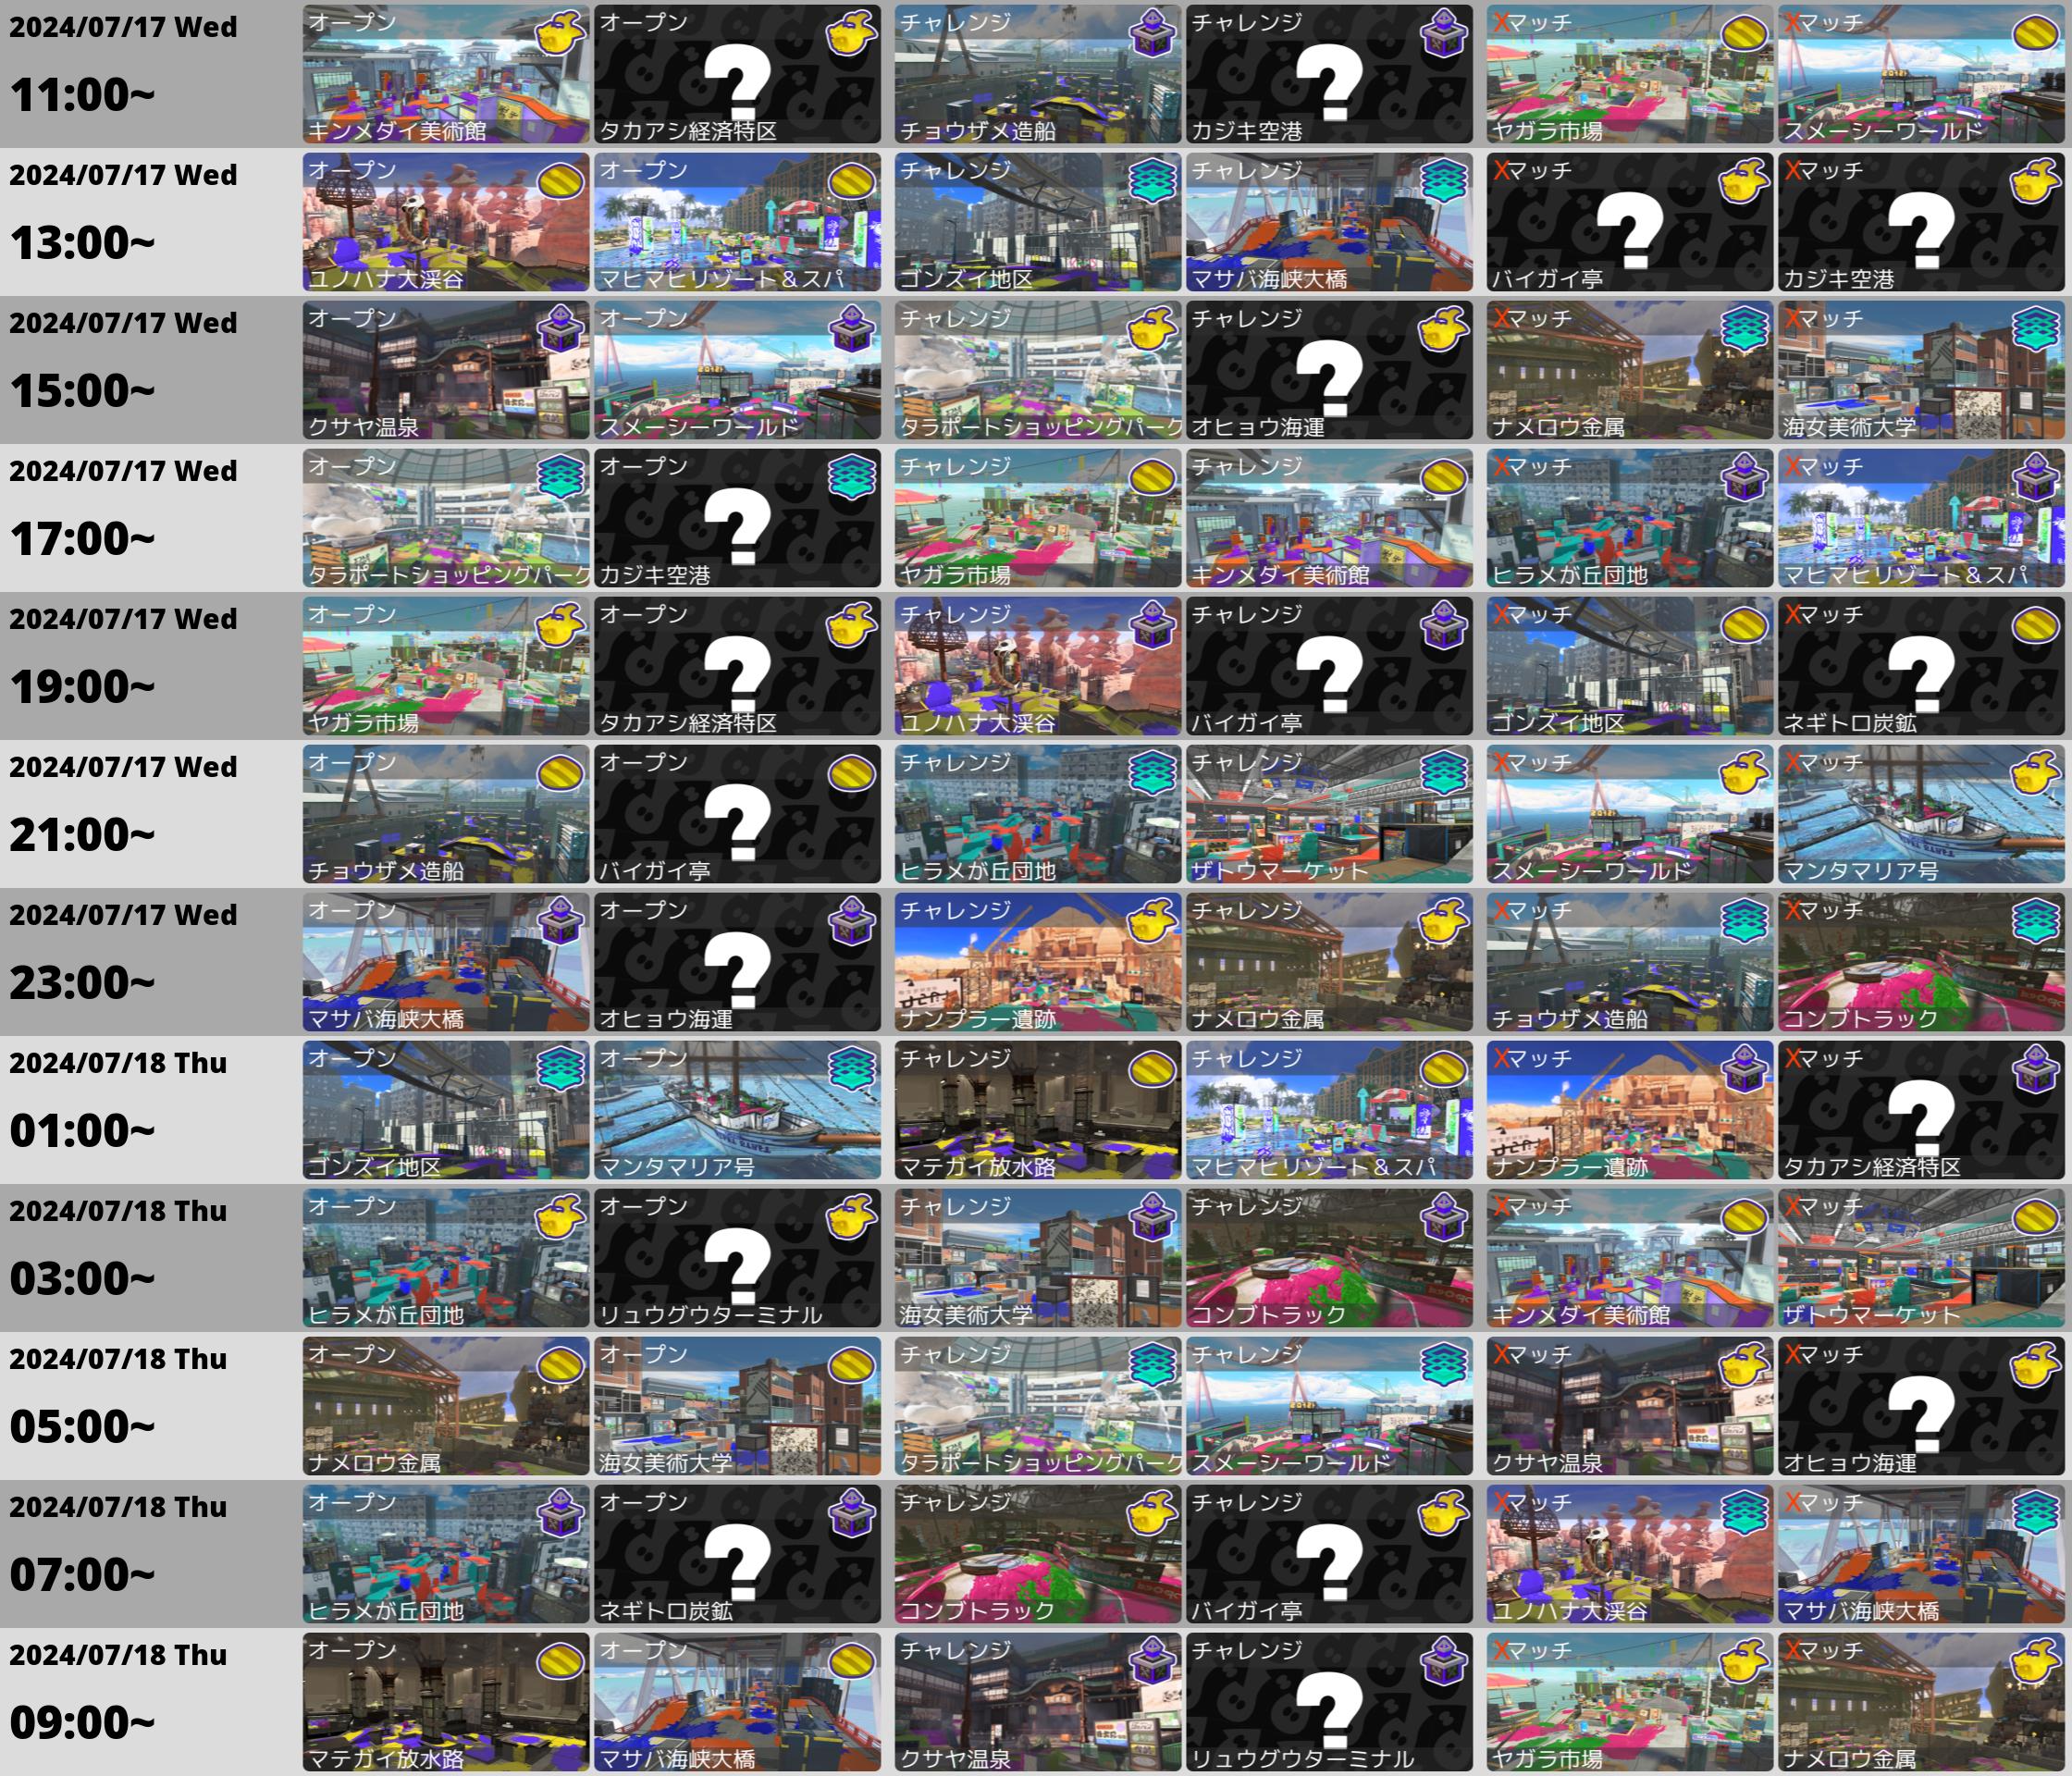 2024/07/17 Wed
11:00~
オープン オープン チャレンジ チャレンジ Xマッチ Xマッチ
キンメダイ美術館 タカアシ経済特区 チョウザメ造船 カジキ空港 ヤガラ市場 スメーシーワールド
2024/07/17 Wed
13:00~
オープン オープン チャレンジ チャレンジ Xマッチ Xマッチ
ユノハナ大渓谷 マヒマヒリゾート＆スパ ゴンズイ地区 マサバ海峡大橋 バイガイ亭 カジキ空港
2024/07/17 Wed
15:00~
オープン オープン チャレンジ チャレンジ Xマッチ Xマッチ
クサヤ温泉 スメーシーワールド タラポートショッピングパーク オヒョウ海運 ナメロウ金属 海女美術大学
2024/07/17 Wed
17:00~
オープン オープン チャレンジ チャレンジ Xマッチ Xマッチ
タラポートショッピングパーク カジキ空港 ヤガラ市場 キンメダイ美術館 ヒラメが丘団地 マヒマヒリゾート＆スパ
2024/07/17 Wed
19:00~
オープン オープン チャレンジ チャレンジ Xマッチ Xマッチ
ヤガラ市場 タカアシ経済特区 ユノハナ大渓谷 バイガイ亭 ゴンズイ地区 ネギトロ炭鉱
2024/07/17 Wed
21:00~
オープン オープン チャレンジ チャレンジ Xマッチ Xマッチ
チョウザメ造船 バイガイ亭 ヒラメが丘団地 ザトウマーケット スメーシーワールド マンタマリア号
2024/07/17 Wed
23:00~
オープン オープン チャレンジ チャレンジ Xマッチ Xマッチ
マサバ海峡大橋 オヒョウ海運 ナンプラー遺跡 ナメロウ金属 チョウザメ造船 コンブトラック
2024/07/18 Thu
01:00~
オープン オープン チャレンジ チャレンジ Xマッチ Xマッチ
ゴンズイ地区 マンタマリア号 マテガイ放水路 マヒマヒリゾート＆スパ ナンプラー遺跡 タカアシ経済特区
2024/07/18 Thu
03:00~
オープン オープン チャレンジ チャレンジ Xマッチ Xマッチ
ヒラメが丘団地 リュウグウターミナル 海女美術大学 コンブトラック キンメダイ美術館 ザトウマーケット
2024/07/18 Thu
05:00~
オープン オープン チャレンジ チャレンジ Xマッチ Xマッチ
ナメロウ金属 海女美術大学 タラポートショッピングパーク スメーシーワールド クサヤ温泉 オヒョウ海運
2024/07/18 Thu
07:00~
オープン オープン チャレンジ チャレンジ Xマッチ Xマッチ
ヒラメが丘団地 ネギトロ炭鉱 コンブトラック バイガイ亭 ユノハナ大渓谷 マサバ海峡大橋
2024/07/18 Thu
09:00~
オープン オープン チャレンジ チャレンジ Xマッチ Xマッチ
マテガイ放水路 マサバ海峡大橋 クサヤ温泉 リュウグウターミナル ヤガラ市場 ナメロウ金属